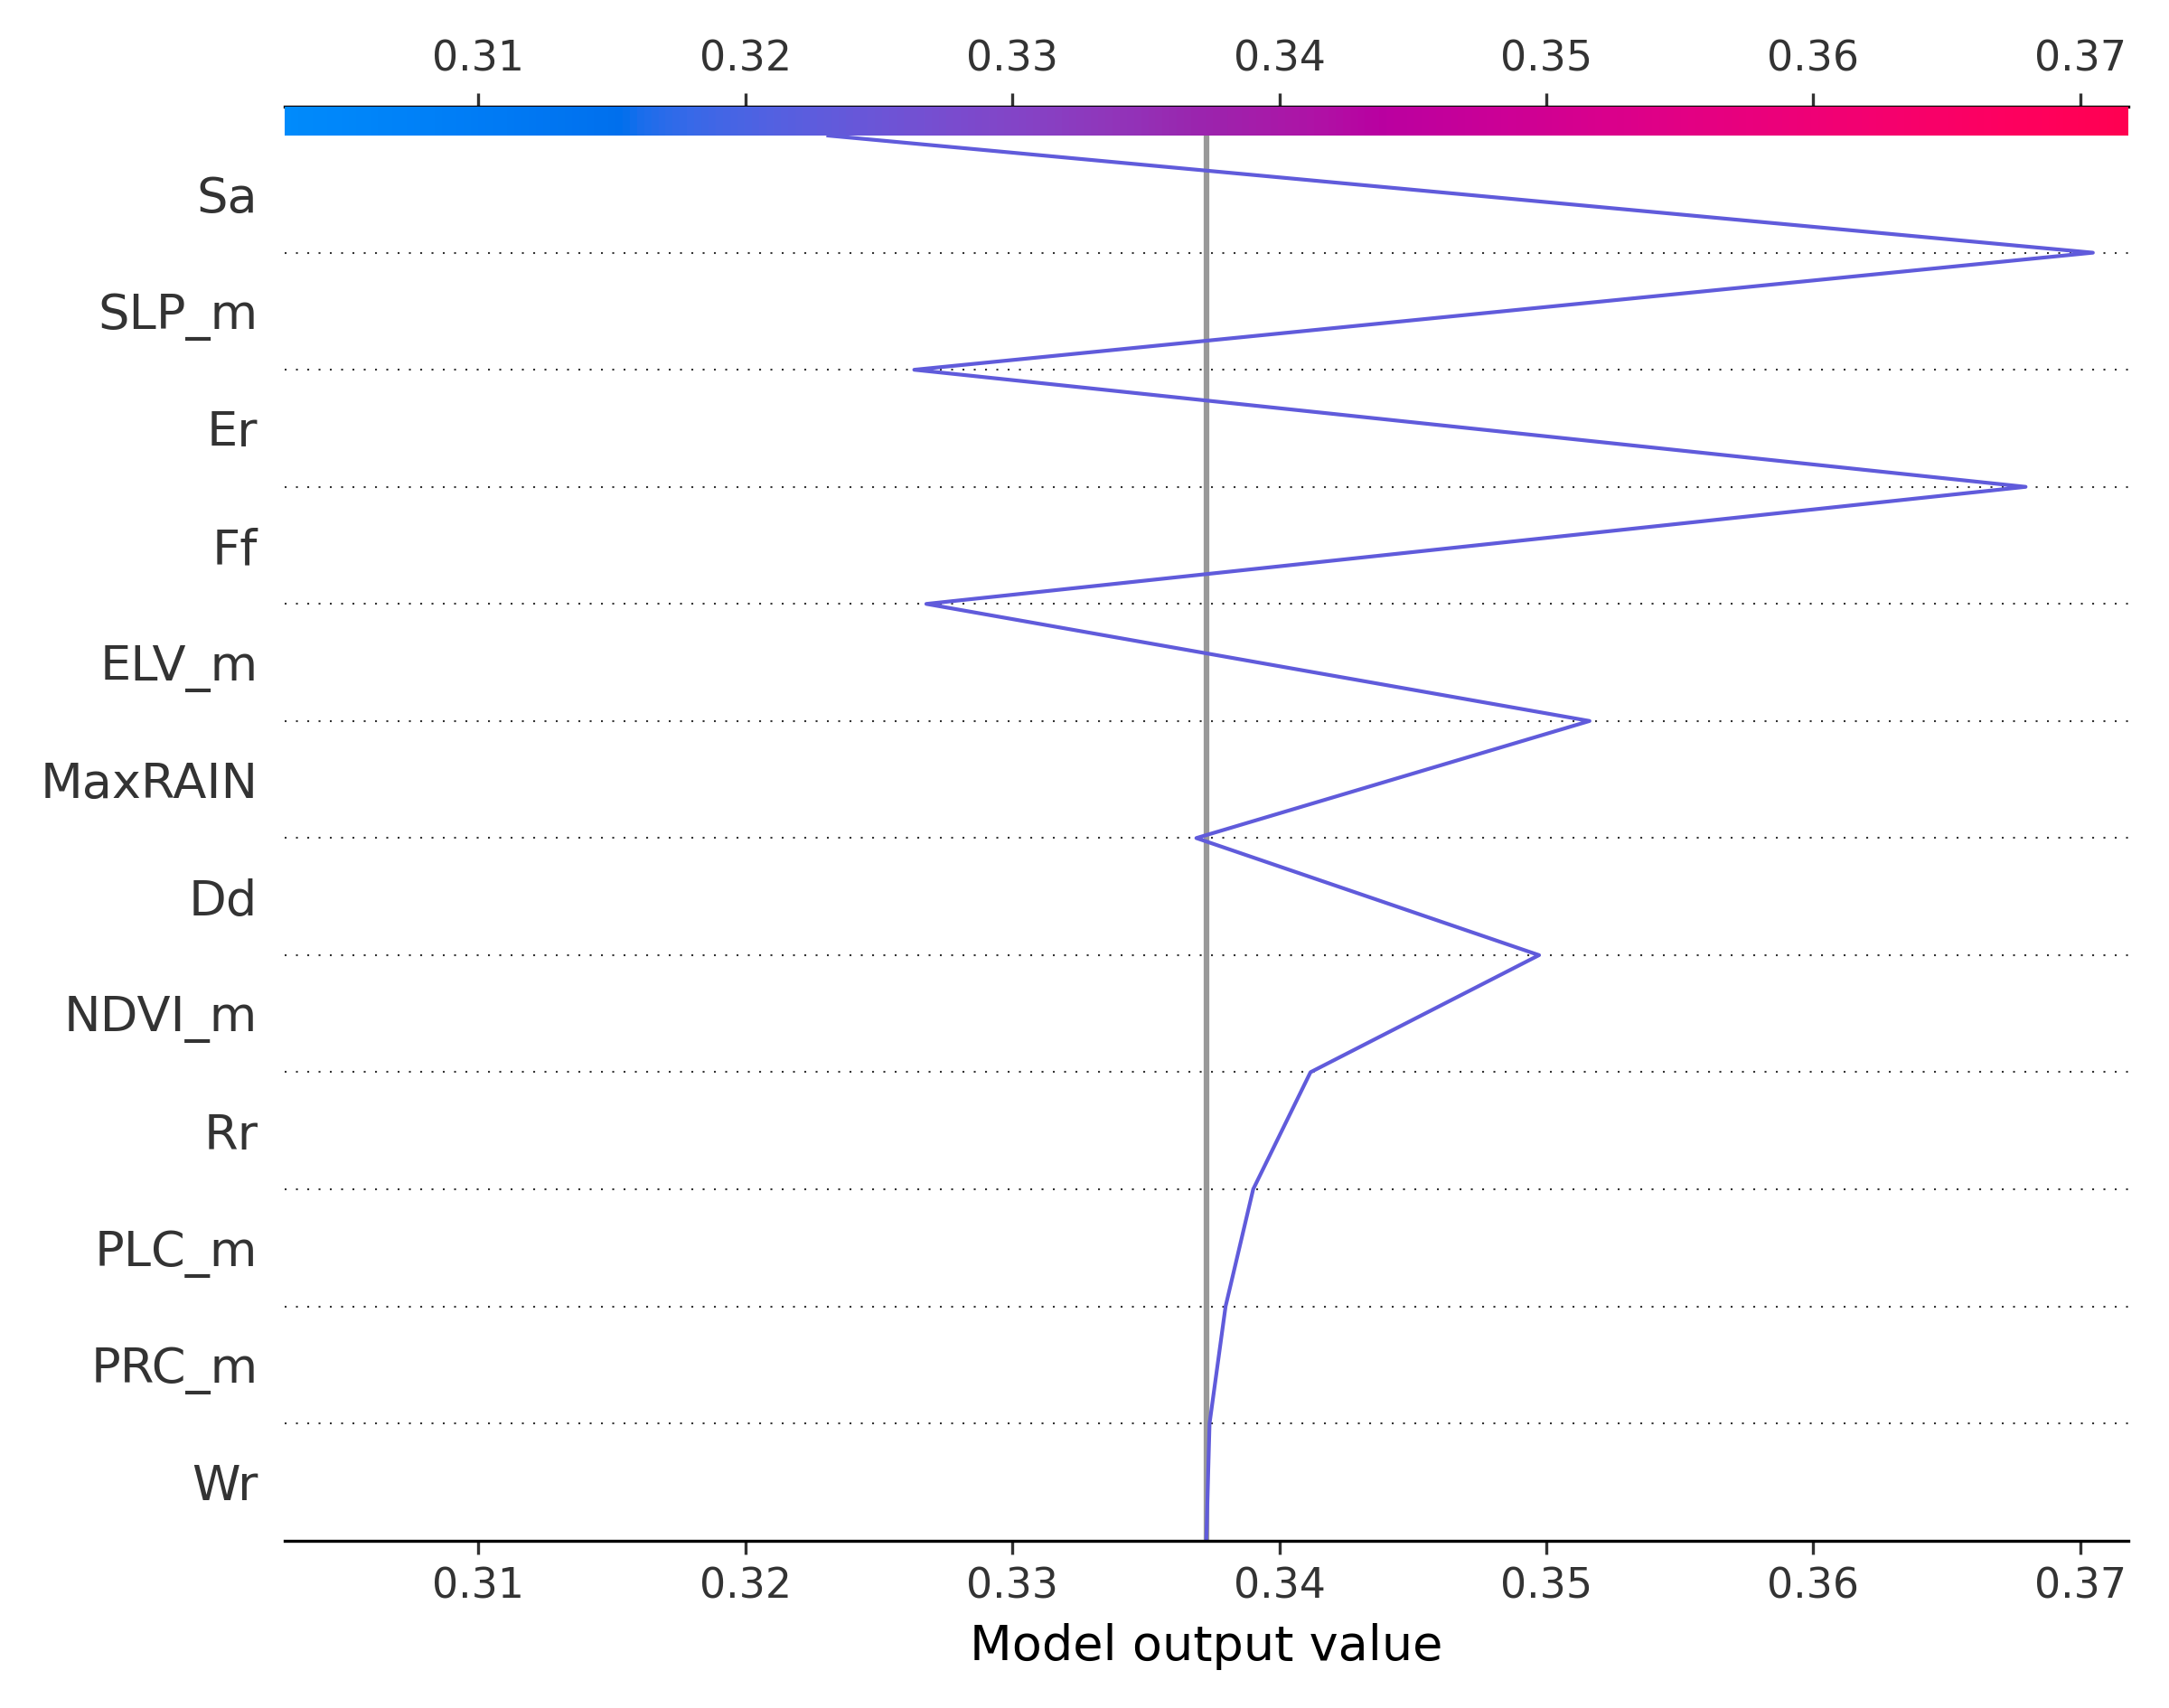 0.31 0.32 0.33 0.34 0.35 0.36 0.37
Sa
SLP_m
Er
Ff
ELV_m
MaxRAIN
Dd
NDVI_m
Rr
PLC_m
PRC_m
Wr
0.31 0.32 0.33 0.34 0.35 0.36 0.37
Model output value